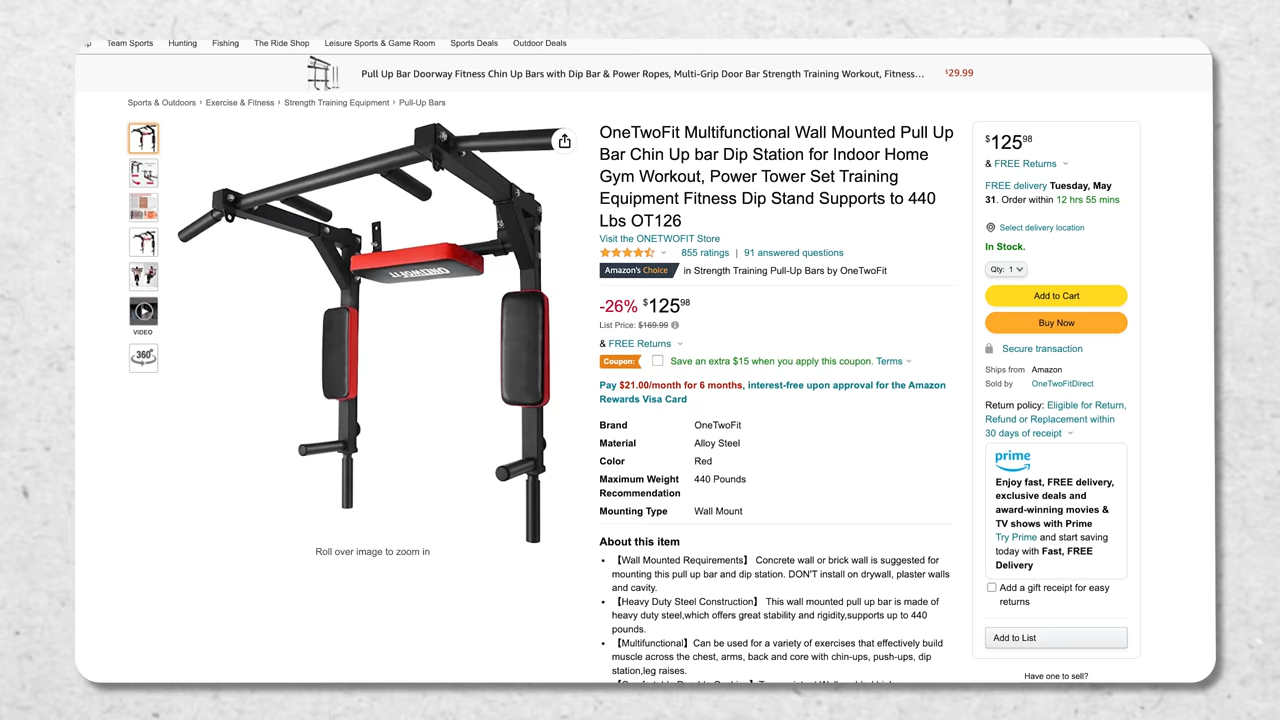 Team Sports Hunting Fishing The Ride Shop Leisure Sports & Game Room Sports Deals Outdoor Deals
Pull Up Bar Doorway Fitness Chin Up Bars with Dip Bar & Power Ropes, Multi-Grip Door Bar Strength Training Workout, Fitness… $29.99
Sports & Outdoors › Exercise & Fitness › Strength Training Equipment › Pull-Up Bars
VIDEO
360°
ONETWOFIT
Roll over image to zoom in
OneTwoFit Multifunctional Wall Mounted Pull Up
Bar Chin Up bar Dip Station for Indoor Home
Gym Workout, Power Tower Set Training
Equipment Fitness Dip Stand Supports to 440
Lbs OT126
Visit the ONETWOFIT Store
855 ratings | 91 answered questions
Amazon's Choice in Strength Training Pull-Up Bars by OneTwoFit
-26% $125 98
List Price: $169.99
& FREE Returns
Coupon: Save an extra $15 when you apply this coupon. Terms
Pay $21.00/month for 6 months, interest-free upon approval for the Amazon
Rewards Visa Card
Brand OneTwoFit
Material Alloy Steel
Color Red
Maximum Weight 440 Pounds
Recommendation
Mounting Type Wall Mount
About this item
• 【Wall Mounted Requirements】 Concrete wall or brick wall is suggested for
mounting this pull up bar and dip station. DON'T install on drywall, plaster walls
and cavity.
• 【Heavy Duty Steel Construction】 This wall mounted pull up bar is made of
heavy duty steel,which offers great stability and rigidity,supports up to 440
pounds.
• 【Multifunctional】Can be used for a variety of exercises that effectively build
muscle across the chest, arms, back and core with chin-ups, push-ups, dip
station,leg raises.
$125 98
& FREE Returns
FREE delivery Tuesday, May
31. Order within 12 hrs 55 mins
Select delivery location
In Stock.
Qty: 1
Add to Cart
Buy Now
Secure transaction
Ships from Amazon
Sold by OneTwoFitDirect
Return policy: Eligible for Return,
Refund or Replacement within
30 days of receipt
prime
Enjoy fast, FREE delivery,
exclusive deals and
award-winning movies &
TV shows with Prime
Try Prime and start saving
today with Fast, FREE
Delivery
Add a gift receipt for easy
returns
Add to List
Have one to sell?